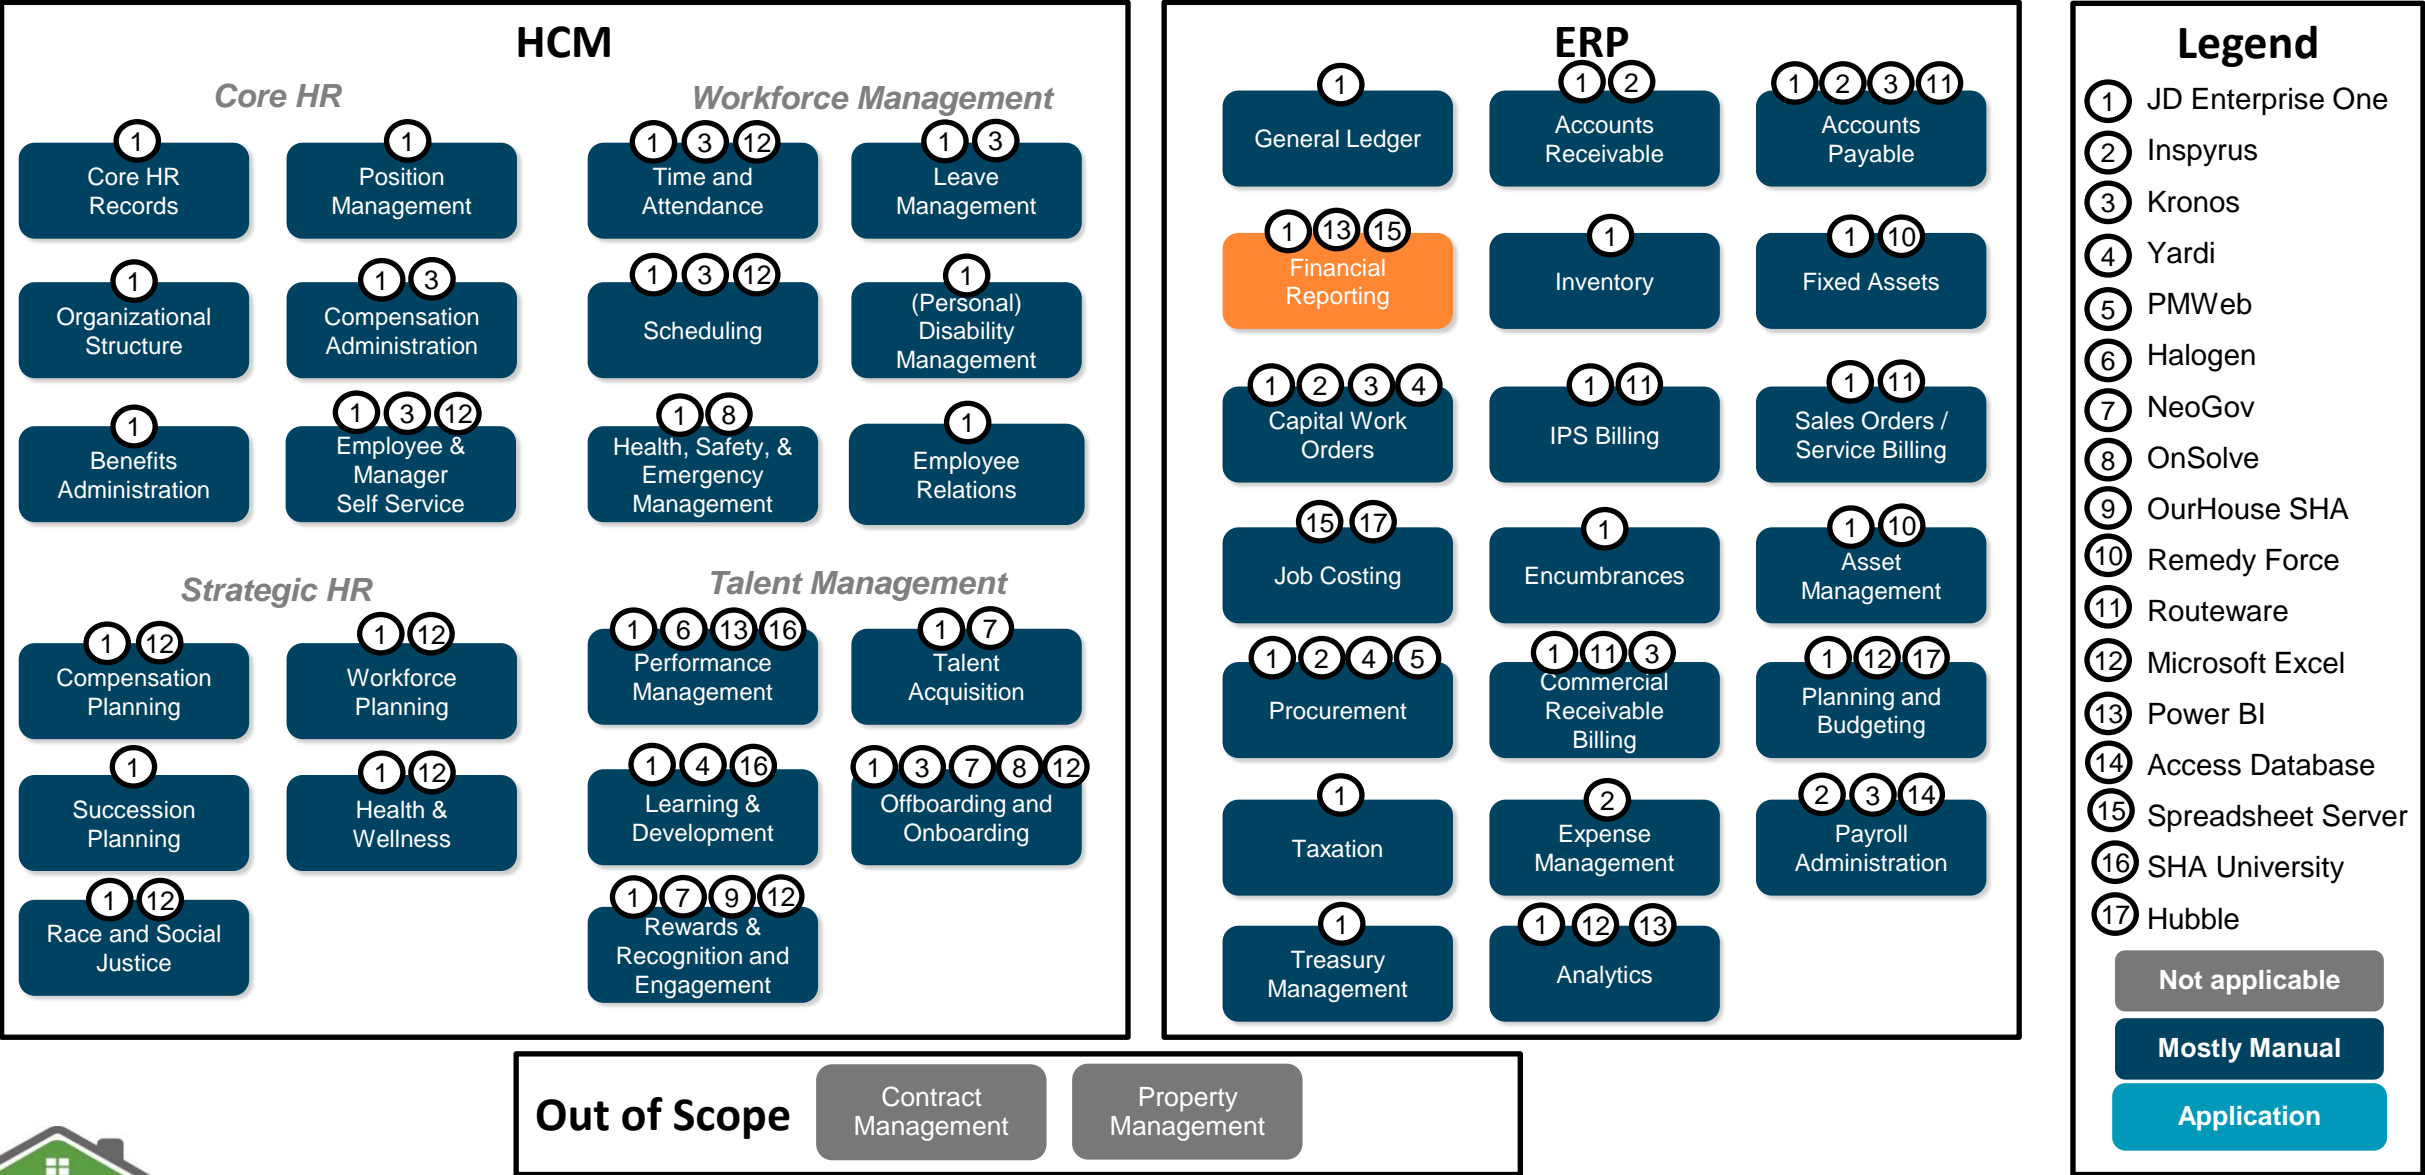 HCM
Core HR
1
Core HR
Records
1
Position
Management
1
Organizational
Structure
1 3
Compensation
Administration
1
Benefits
Administration
1 3 12
Employee &
Manager
Self Service
Workforce Management
1 3 12
Time and
Attendance
1 3
Leave
Management
1 3 12
Scheduling
1
(Personal)
Disability
Management
1 8
Health, Safety, &
Emergency
Management
1
Employee
Relations
Strategic HR
1 12
Compensation
Planning
1 12
Workforce
Planning
1
Succession
Planning
1 12
Health &
Wellness
1 12
Race and Social
Justice
Talent Management
1 6 13 16
Performance
Management
1 7
Talent
Acquisition
1 4 16
Learning &
Development
1 3 7 8 12
Offboarding and
Onboarding
1 7 9 12
Rewards &
Recognition and
Engagement
ERP
1
General Ledger
1 2
Accounts
Receivable
1 2 3 11
Accounts
Payable
1 13 15
Financial
Reporting
1
Inventory
1 10
Fixed Assets
1 2 3 4
Capital Work
Orders
1 11
IPS Billing
1 11
Sales Orders /
Service Billing
15 17
Job Costing
1
Encumbrances
1 10
Asset
Management
1 2 4 5
Procurement
1 11 3
Commercial
Receivable
Billing
1 12 17
Planning and
Budgeting
1
Taxation
2
Expense
Management
2 3 14
Payroll
Administration
1
Treasury
Management
1 12 13
Analytics
Legend
1 JD Enterprise One
2 Inspyrus
3 Kronos
4 Yardi
5 PMWeb
6 Halogen
7 NeoGov
8 OnSolve
9 OurHouse SHA
10 Remedy Force
11 Routeware
12 Microsoft Excel
13 Power BI
14 Access Database
15 Spreadsheet Server
16 SHA University
17 Hubble
Not applicable
Mostly Manual
Application
Out of Scope
Contract
Management
Property
Management